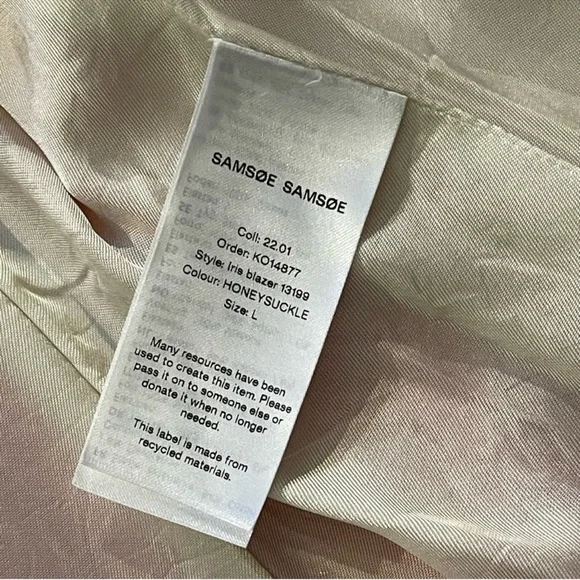 SAMSØE SAMSØE
Coll: 22.01
Order: KO14877
Style: Iris blazer 13199
Colour: HONEYSUCKLE
Size: L
Many resources have been
used to create this item. Please
pass it on to someone else or
donate it when no longer
needed.
This label is made from
recycled materials.